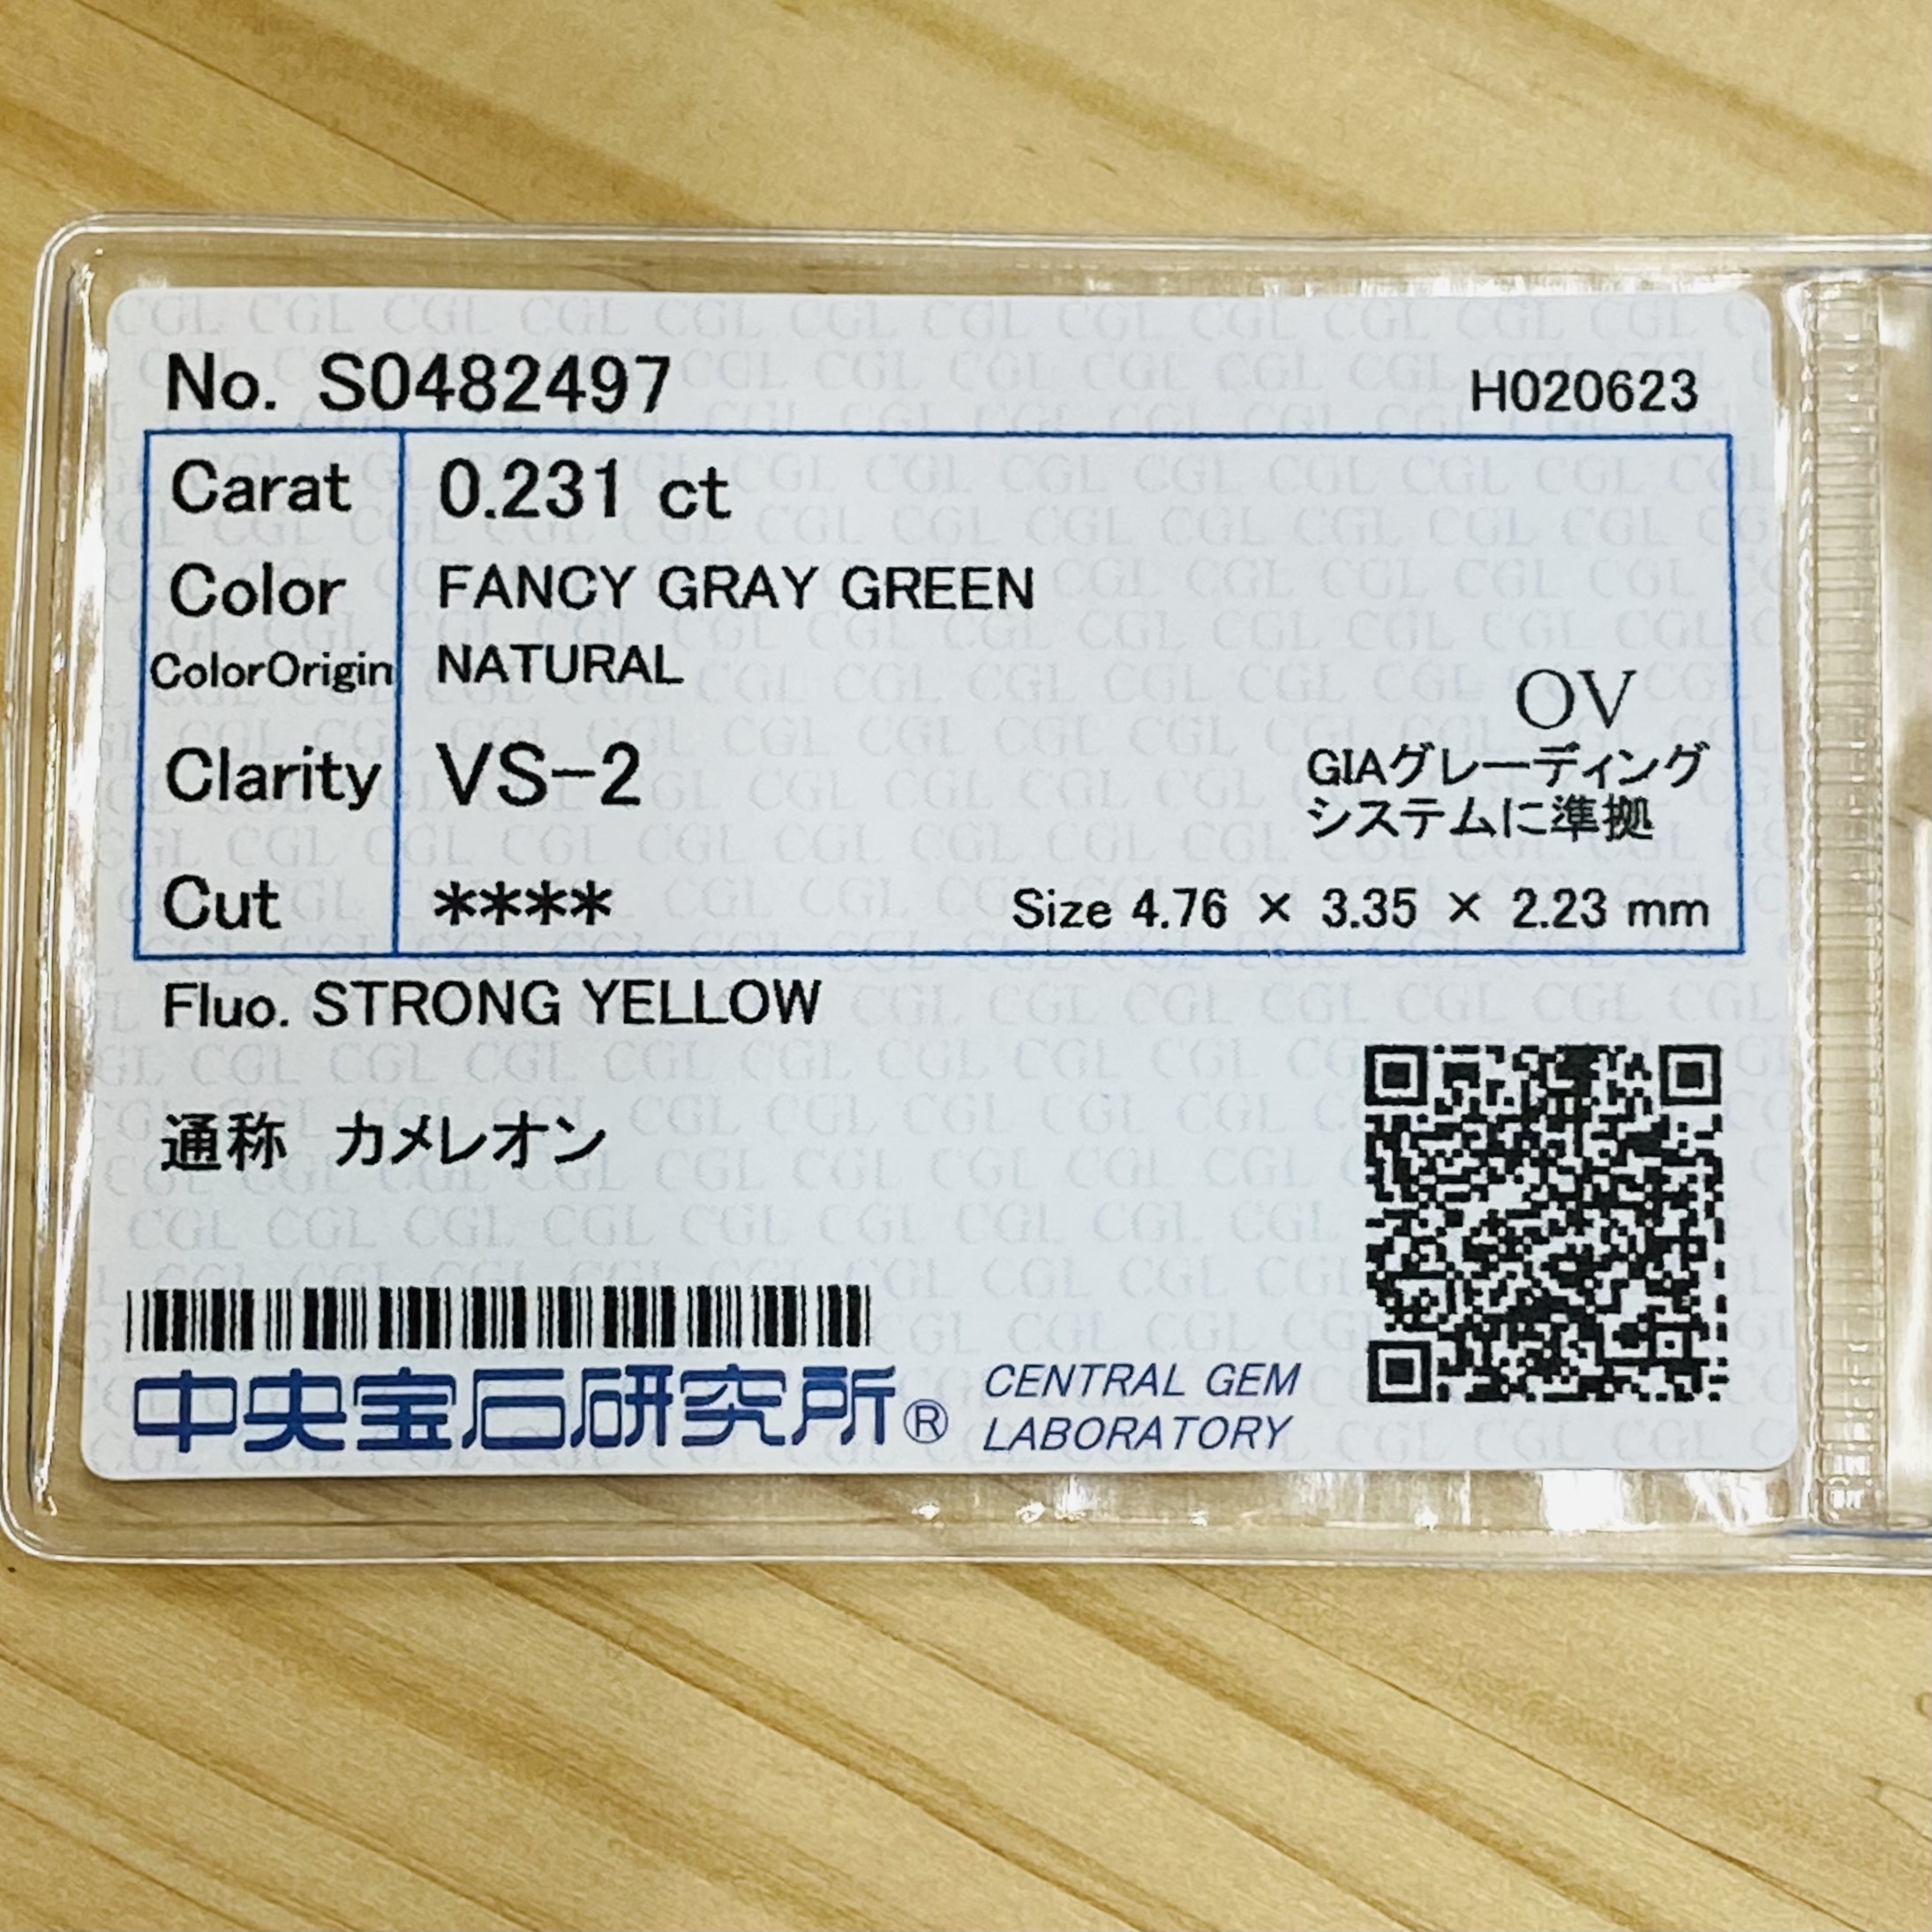 No. S0482497 H020623
Carat 0.231 ct
Color FANCY GRAY GREEN
ColorOrigin NATURAL
OV
Clarity VS-2
GIAグレーディング
システムに準拠
Cut **** Size 4.76 × 3.35 × 2.23 mm
Fluo. STRONG YELLOW
通称 カメレオン
中央宝石研究所® CENTRAL GEM
LABORATORY